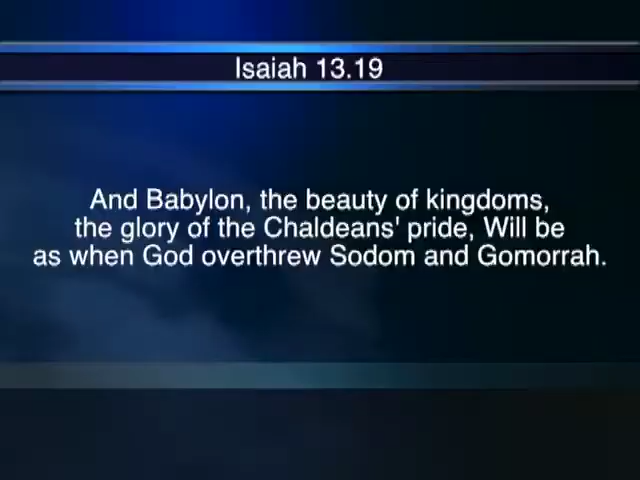 Isaiah 13.19
And Babylon, the beauty of kingdoms,
the glory of the Chaldeans' pride, Will be
as when God overthrew Sodom and Gomorrah.